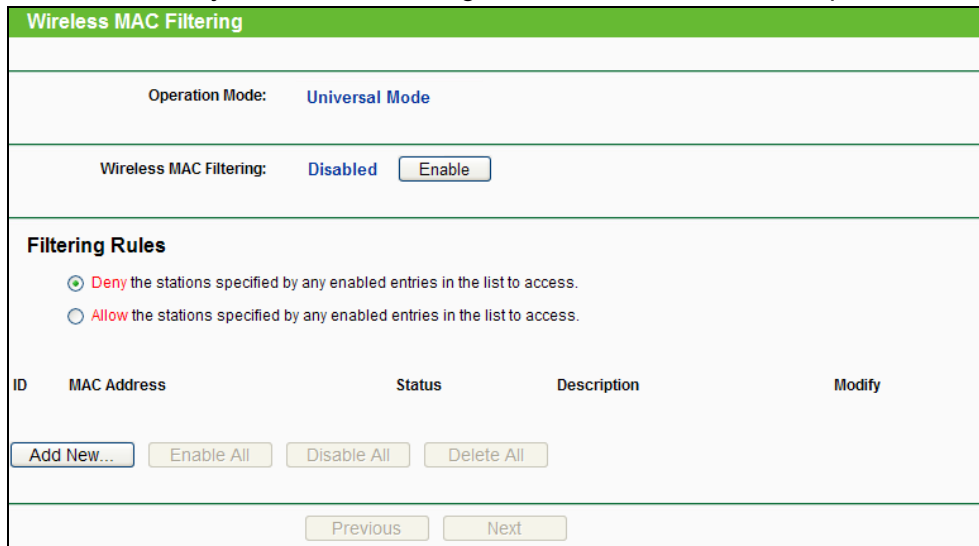 Wireless MAC Filtering
Operation Mode: Universal Mode
Wireless MAC Filtering: Disabled Enable
Filtering Rules
Deny the stations specified by any enabled entries in the list to access.
Allow the stations specified by any enabled entries in the list to access.
ID MAC Address Status Description Modify
Add New... Enable All Disable All Delete All
Previous Next